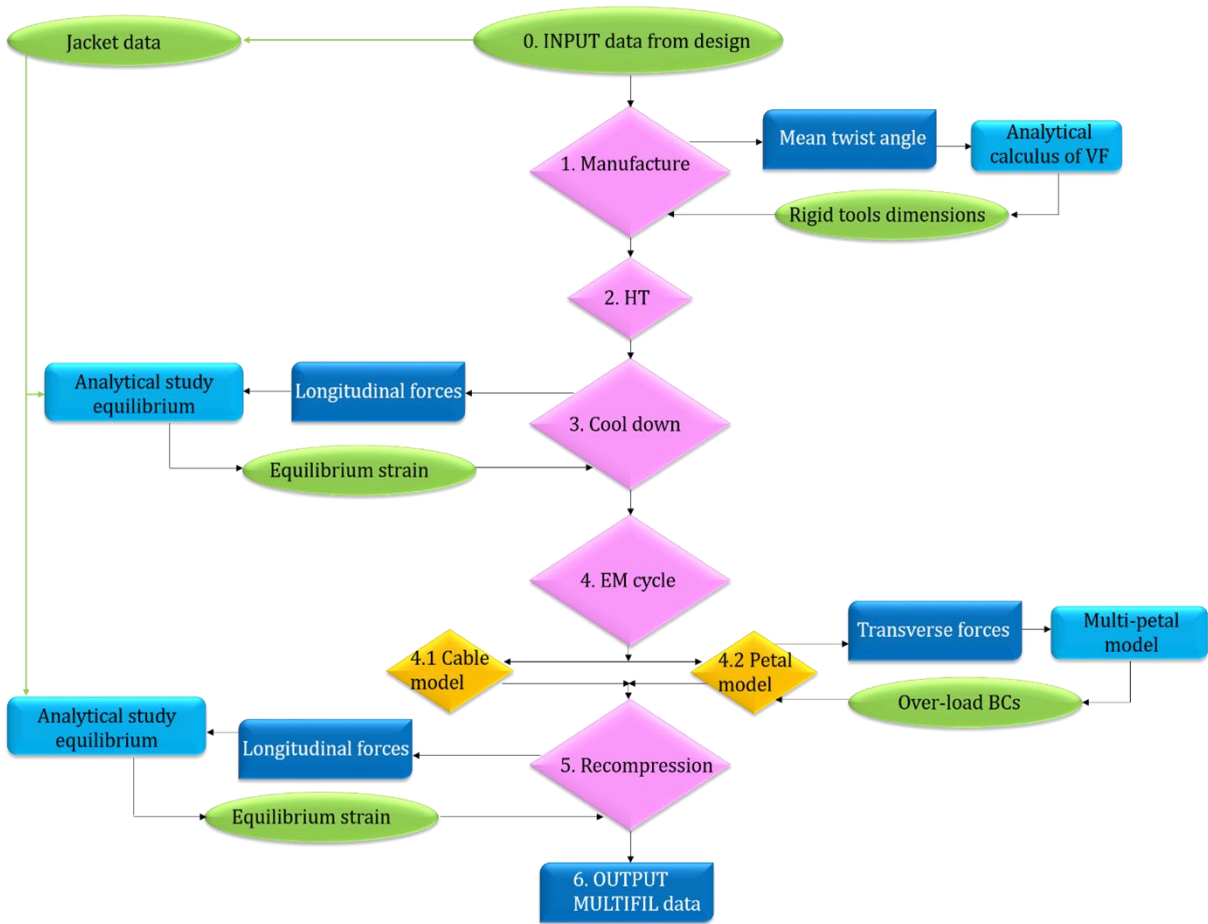 Jacket data
0. INPUT data from design
1. Manufacture
Mean twist angle
Analytical
calculus of VF
Rigid tools dimensions
2. HT
Analytical study
equilibrium
Longitudinal forces
3. Cool down
Equilibrium strain
4. EM cycle
4.1 Cable
model
4.2 Petal
model
Transverse forces
Multi-petal
model
Over-load BCs
Analytical study
equilibrium
Longitudinal forces
5. Recompression
Equilibrium strain
6. OUTPUT
MULTIFIL data